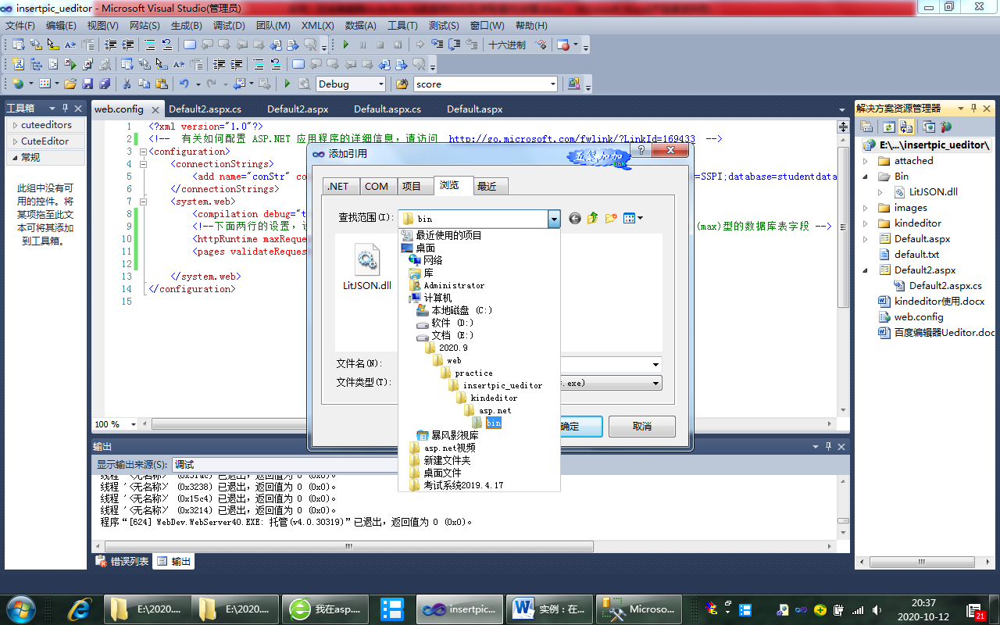 insertpic_ueditor - Microsoft Visual Studio(管理员)
文件(F) 编辑(E) 视图(V) 网站(S) 生成(B) 调试(D) 团队(M) XML(X) 数据(A) 工具(T) 测试(S) 窗口(W) 帮助(H)
十六进制
Debug score
工具箱
cuteeditors
CuteEditor
常规
此组中没有可
用的控件。将
某项拖至此文
本可将其添加
到工具箱。
web.config Default2.aspx.cs Default2.aspx Default.aspx.cs Default.aspx
1 <?xml version="1.0"?>
2 <!-- 有关如何配置 ASP.NET 应用程序的详细信息，请访问 http://go.microsoft.com/fwlink/?LinkId=169433 -->
3 <configuration>
4 <connectionStrings>
5 <add name="conStr" co =SSPI;database=studentdata
6 </connectionStrings>
7 <system.web>
8 <compilation debug="t
9 <!--下面两行的设置， (max)型的数据库表字段 -->
10 <httpRuntime maxReque
11 <pages validateReques
12
13 </system.web>
14 </configuration>
15
100 %
添加引用
五笔加加
.NET COM 项目 浏览 最近
查找范围(I): bin
LitJSON.dll
最近使用的项目
桌面
网络
库
Administrator
计算机
本地磁盘 (C:)
软件 (D:)
文档 (E:)
2020.9
web
practice
insertpic_ueditor
kindeditor
asp.net
bin
暴风影视库
asp.net视频
新建文件夹
桌面文件
考试系统2019.4.17
文件名(N):
文件类型(T): .exe)
确定 取消
输出
显示输出来源(S): 调试
线程 '<无名称>' (0x3238) 已退出，返回值为 0 (0x0)。
线程 '<无名称>' (0x15c4) 已退出，返回值为 0 (0x0)。
线程 '<无名称>' (0x3214) 已退出，返回值为 0 (0x0)。
程序“[624] WebDev.WebServer40.EXE: 托管(v4.0.30319)”已退出，返回值为 0 (0x0)。
错误列表 输出
解决方案资源管理器
E:\...\insertpic_ueditor\
attached
Bin
LitJSON.dll
images
kindeditor
Default.aspx
default.txt
Default2.aspx
Default2.aspx.cs
kindeditor使用.docx
web.config
百度编辑器Ueditor.doc
E:\2020.... E:\2020.... 我在asp.... insertpic... 实例：在... Microso...
20:37
2020-10-12
21